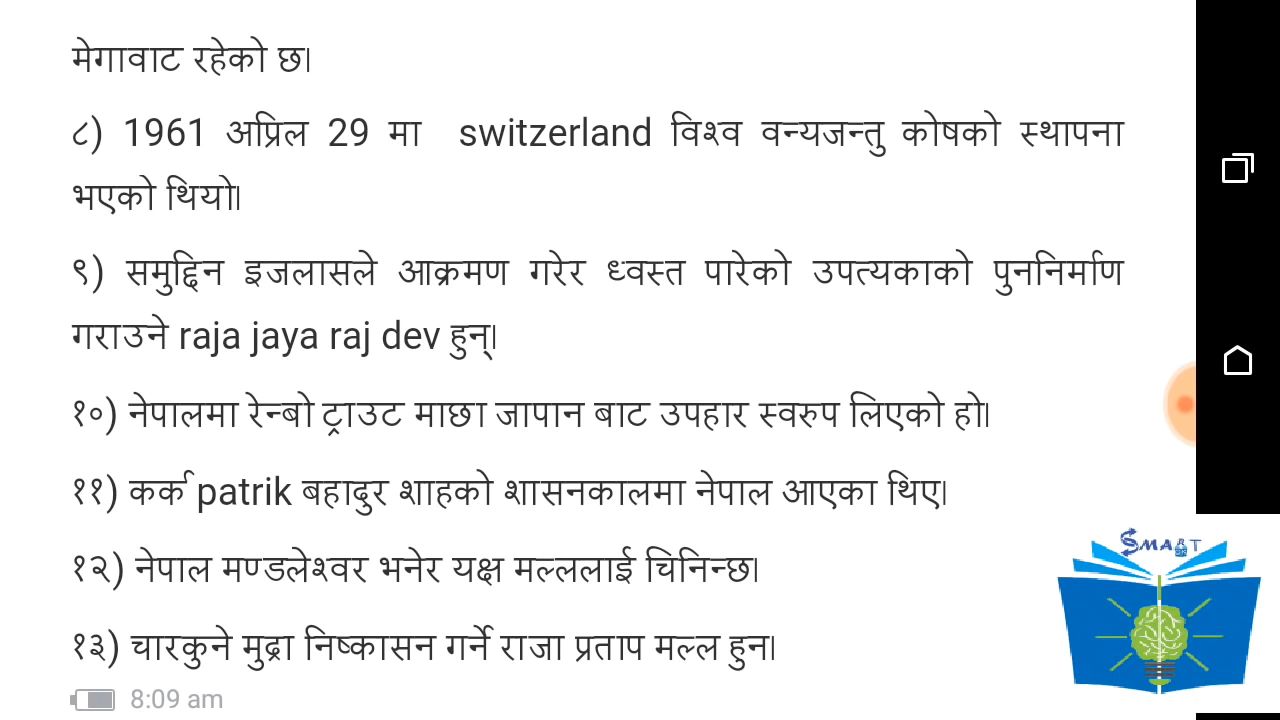 मेगावाट रहेको छ।
८) 1961 अप्रिल 29 मा switzerland विश्व वन्यजन्तु कोषको स्थापना
भएको थियो।
९) समुद्दिन इजलासले आक्रमण गरेर ध्वस्त पारेको उपत्यकाको पुननिर्माण
गराउने raja jaya raj dev हुन्।
१०) नेपालमा रेन्बो ट्राउट माछा जापान बाट उपहार स्वरुप लिएको हो।
११) कर्क patrik बहादुर शाहको शासनकालमा नेपाल आएका थिए।
१२) नेपाल मण्डलेश्वर भनेर यक्ष मल्ललाई चिनिन्छ।
१३) चारकुने मुद्रा निष्कासन गर्ने राजा प्रताप मल्ल हुन।
8:09 am
SMART